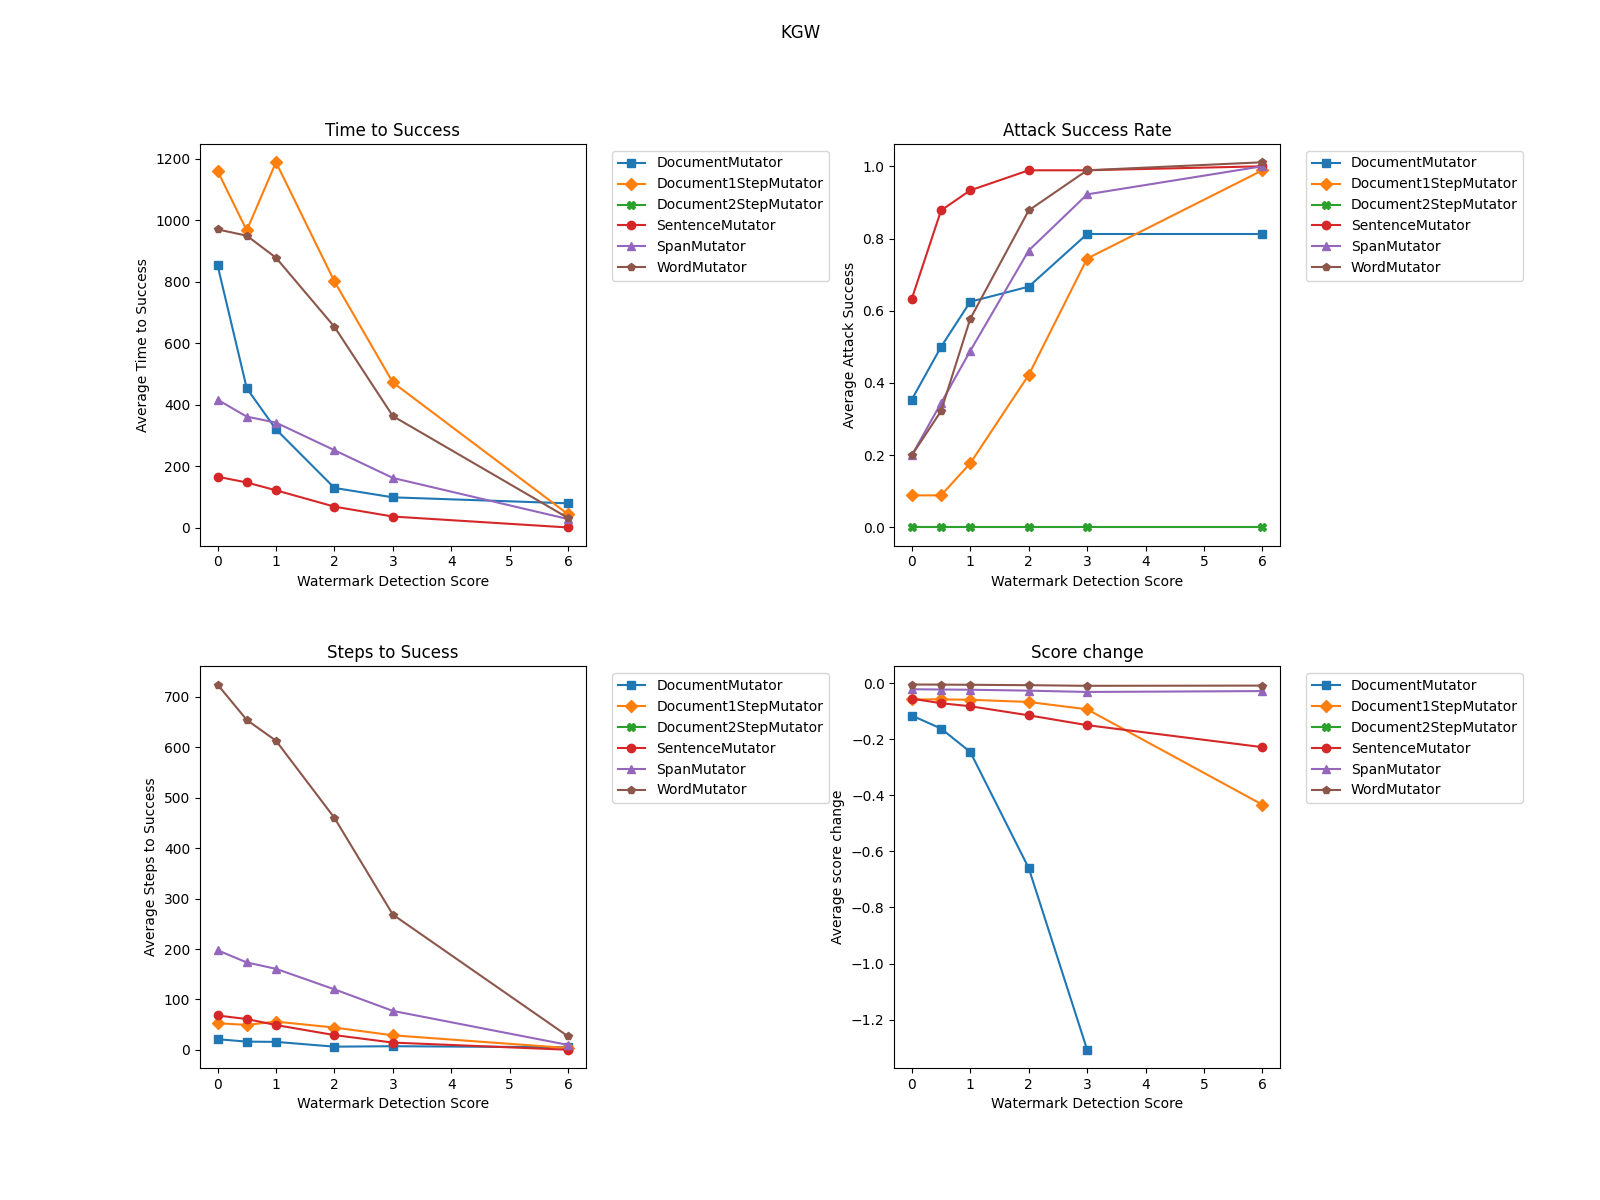 KGW
Time to Success
Average Time to Success
1200
1000
800
600
400
200
0
0 1 2 3 4 5 6
Watermark Detection Score
DocumentMutator
Document1StepMutator
Document2StepMutator
SentenceMutator
SpanMutator
WordMutator
Attack Success Rate
Average Attack Success
1.0
0.8
0.6
0.4
0.2
0.0
0 1 2 3 4 5 6
Watermark Detection Score
DocumentMutator
Document1StepMutator
Document2StepMutator
SentenceMutator
SpanMutator
WordMutator
Steps to Sucess
Average Steps to Success
700
600
500
400
300
200
100
0
0 1 2 3 4 5 6
Watermark Detection Score
DocumentMutator
Document1StepMutator
Document2StepMutator
SentenceMutator
SpanMutator
WordMutator
Score change
Average score change
0.0
−0.2
−0.4
−0.6
−0.8
−1.0
−1.2
0 1 2 3 4 5 6
Watermark Detection Score
DocumentMutator
Document1StepMutator
Document2StepMutator
SentenceMutator
SpanMutator
WordMutator